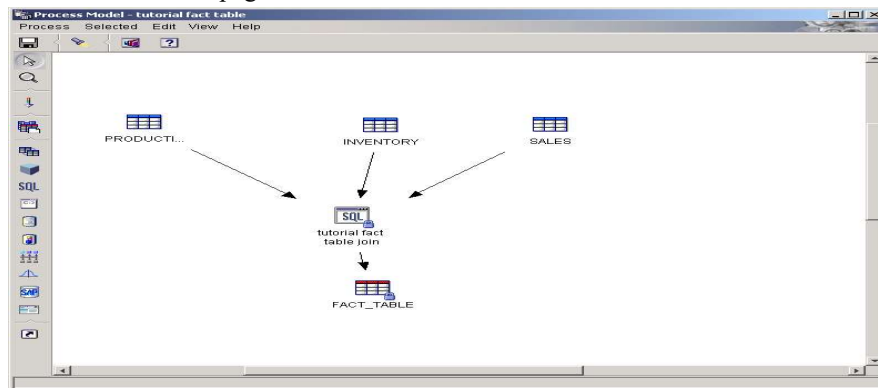 Process Model - tutorial fact table
Process Selected Edit View Help
PRODUCTI...
INVENTORY
SALES
SQL
SQL
tutorial fact
table join
SAP
FACT_TABLE